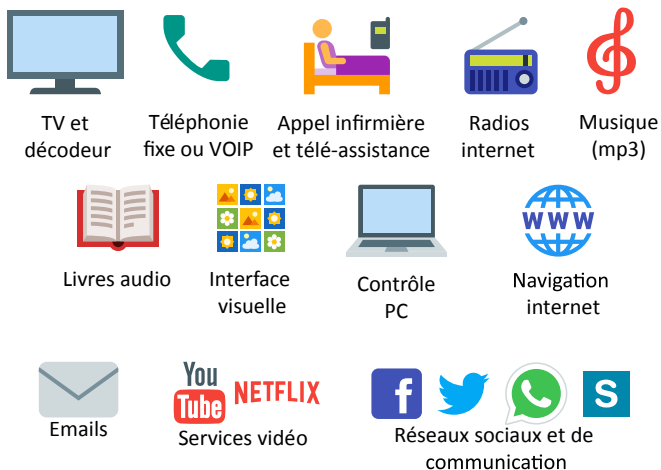 TV et
décodeur
Téléphonie
fixe ou VOIP
Appel infirmière
et télé-assistance
Radios
internet
Musique
(mp3)
WWW
Livres audio
Interface
visuelle
Contrôle
PC
Navigation
internet
You
Tube
NETFLIX
f
S
Emails
Services vidéo
Réseaux sociaux et de
communication